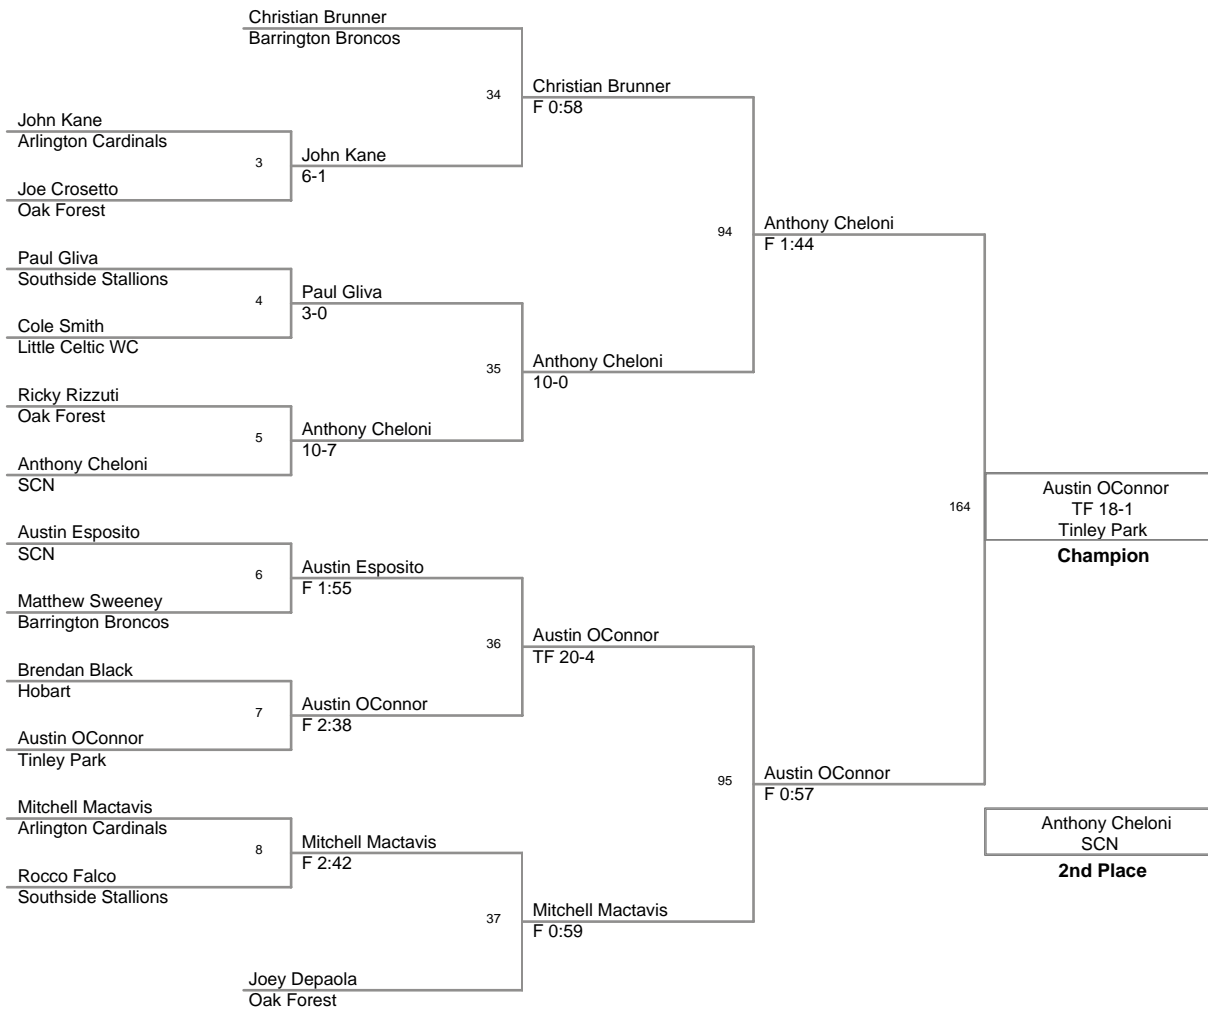 Christian Brunner
Barrington Broncos
34
Christian Brunner
F 0:58
John Kane
Arlington Cardinals
3
John Kane
6-1
Joe Crosetto
Oak Forest
94
Anthony Cheloni
F 1:44
Paul Gliva
Southside Stallions
4
Paul Gliva
3-0
Cole Smith
Little Celtic WC
35
Anthony Cheloni
10-0
Ricky Rizzuti
Oak Forest
5
Anthony Cheloni
10-7
Anthony Cheloni
SCN
164
Austin OConnor
TF 18-1
Tinley Park
Champion
Austin Esposito
SCN
6
Austin Esposito
F 1:55
Matthew Sweeney
Barrington Broncos
36
Austin OConnor
TF 20-4
Brendan Black
Hobart
7
Austin OConnor
F 2:38
Austin OConnor
Tinley Park
95
Austin OConnor
F 0:57
Mitchell Mactavis
Arlington Cardinals
8
Mitchell Mactavis
F 2:42
Rocco Falco
Southside Stallions
Anthony Cheloni
SCN
2nd Place
37
Mitchell Mactavis
F 0:59
Joey Depaola
Oak Forest